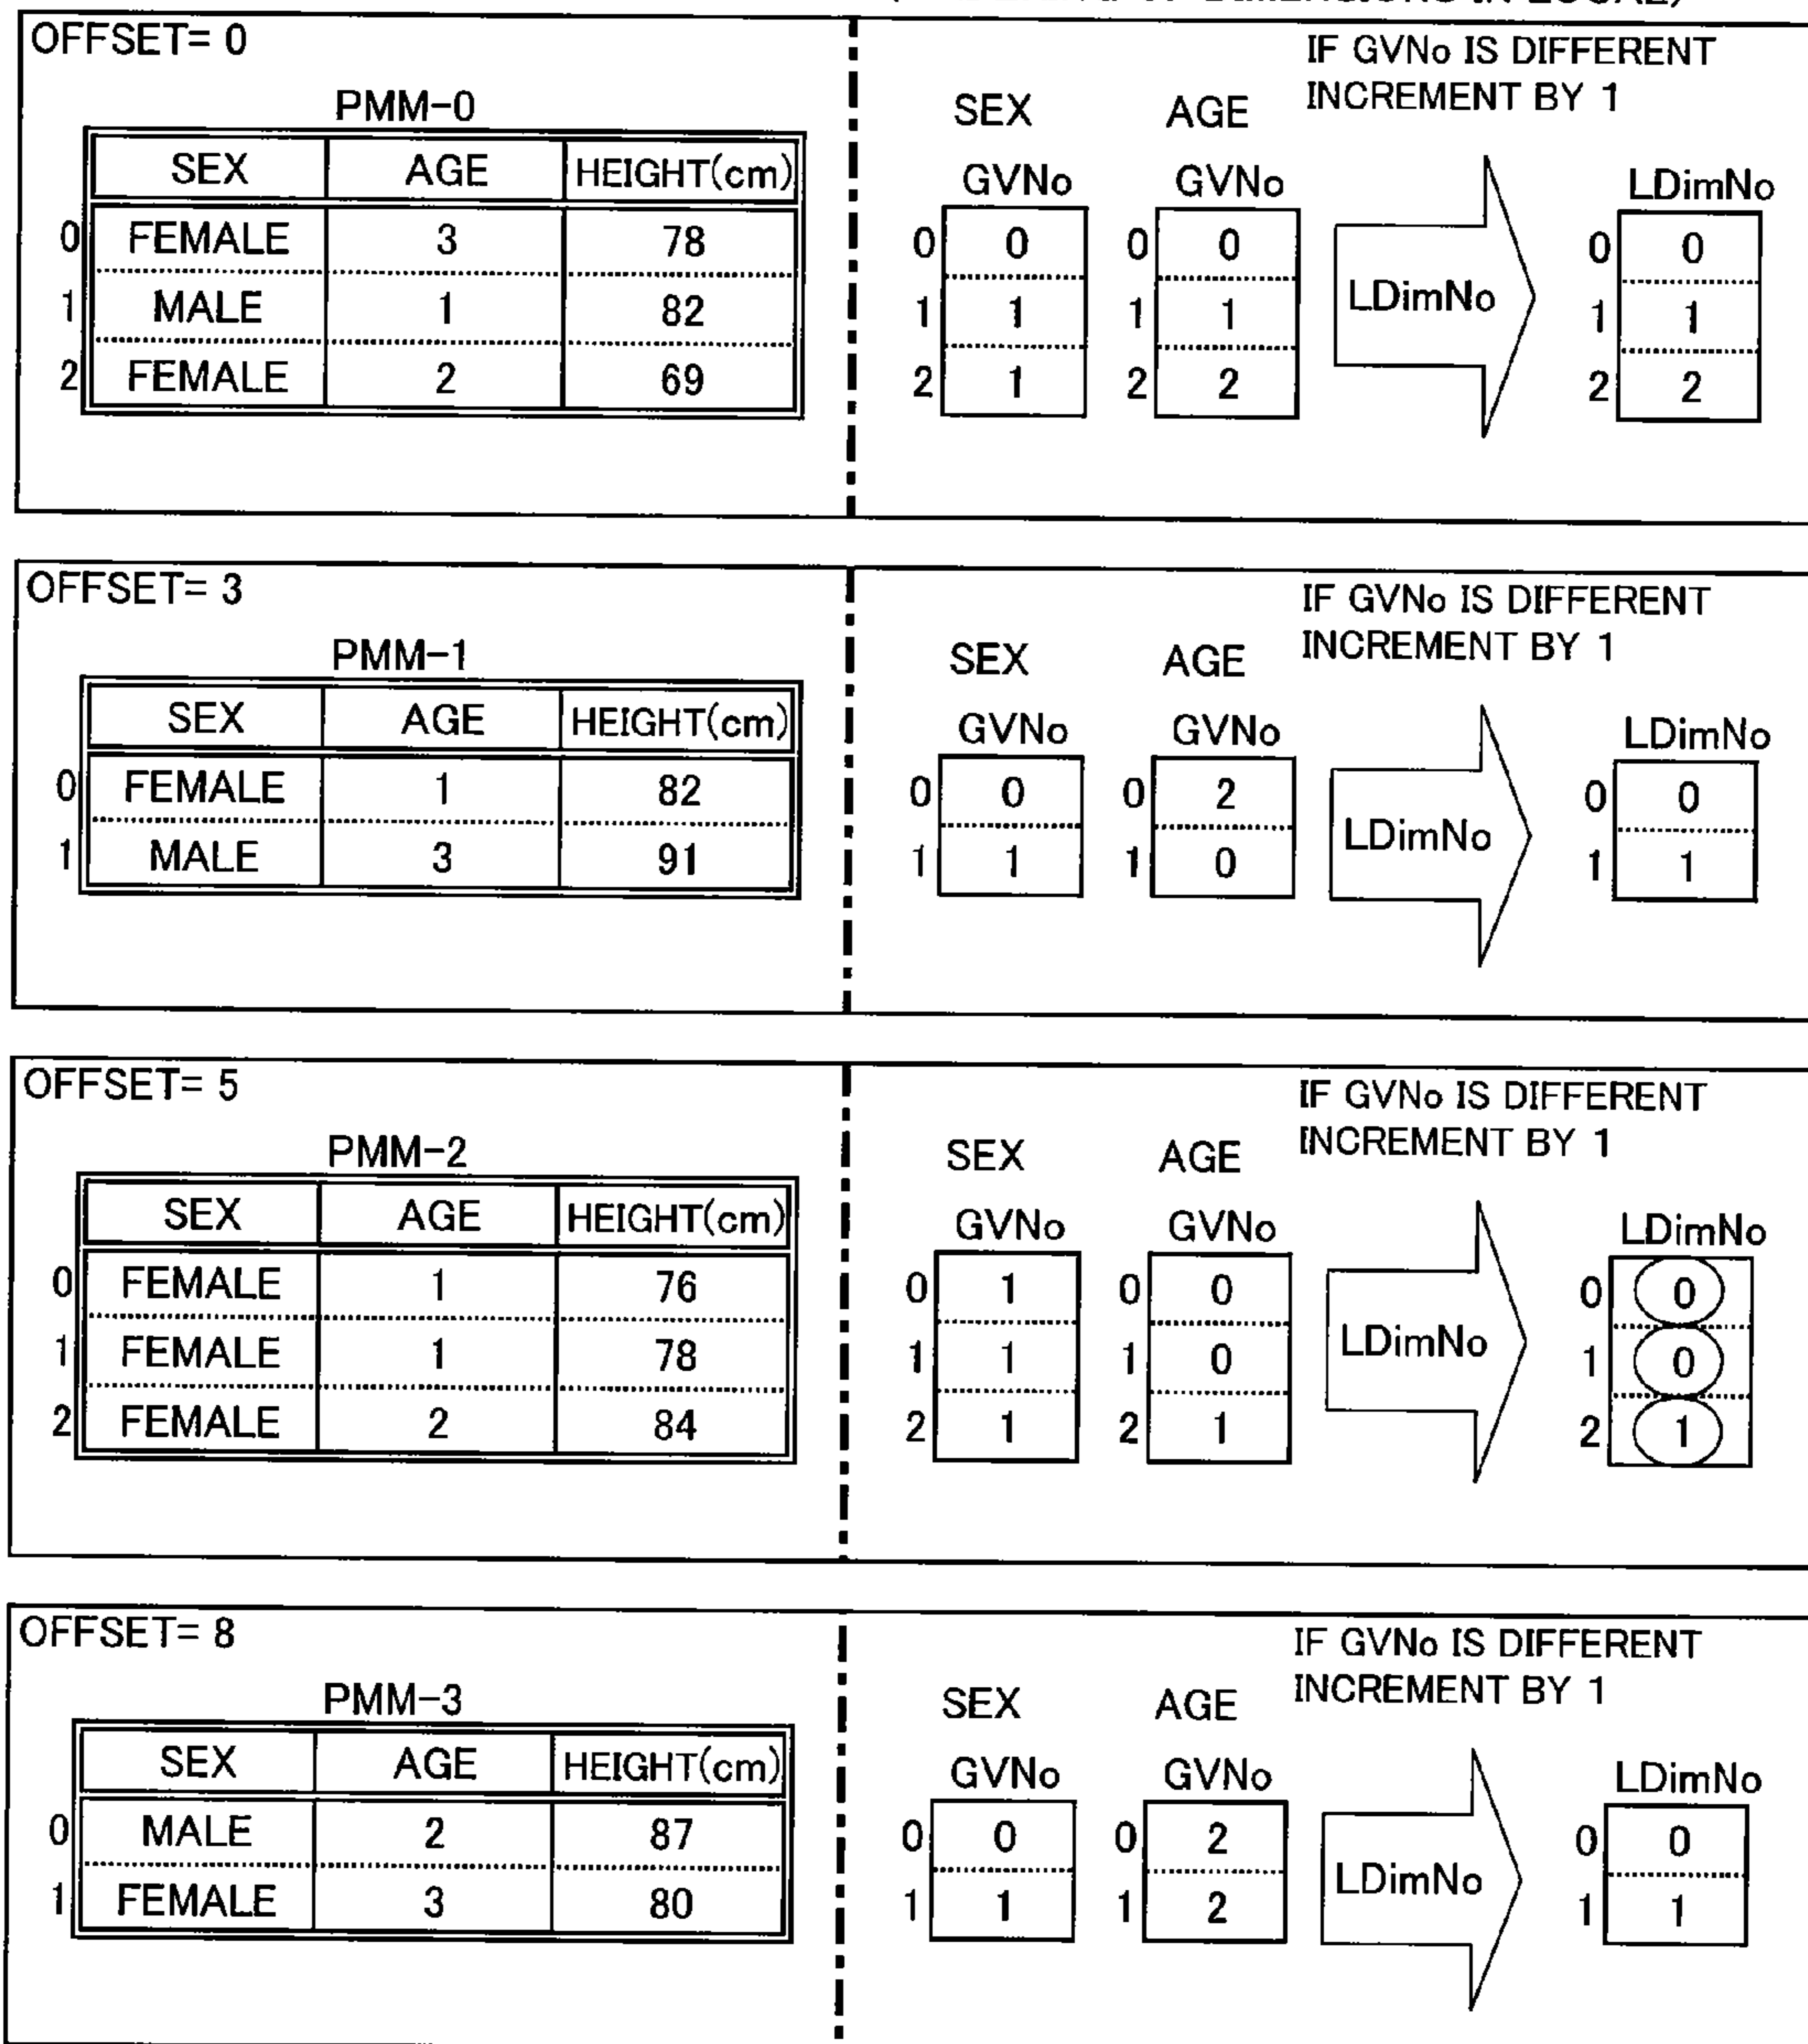 OFFSET= 0
PMM-0
SEX AGE HEIGHT(cm)
0 FEMALE 3 78
1 MALE 1 82
2 FEMALE 2 69
IF GVNo IS DIFFERENT
INCREMENT BY 1
SEX AGE
GVNo GVNo LDimNo
0 0 0 0 0 0
1 1 1 1 LDimNo 1 1
2 1 2 2 2 2
OFFSET= 3
PMM-1
SEX AGE HEIGHT(cm)
0 FEMALE 1 82
1 MALE 3 91
IF GVNo IS DIFFERENT
INCREMENT BY 1
SEX AGE
GVNo GVNo LDimNo
0 0 0 2 0 0
1 1 1 0 LDimNo 1 1
OFFSET= 5
PMM-2
SEX AGE HEIGHT(cm)
0 FEMALE 1 76
1 FEMALE 1 78
2 FEMALE 2 84
IF GVNo IS DIFFERENT
INCREMENT BY 1
SEX AGE
GVNo GVNo LDimNo
0 1 0 0 0 0
1 1 1 0 LDimNo 1 0
2 1 2 1 2 1
OFFSET= 8
PMM-3
SEX AGE HEIGHT(cm)
0 MALE 2 87
1 FEMALE 3 80
IF GVNo IS DIFFERENT
INCREMENT BY 1
SEX AGE
GVNo GVNo LDimNo
0 0 0 2 0 0
1 1 1 2 LDimNo 1 1